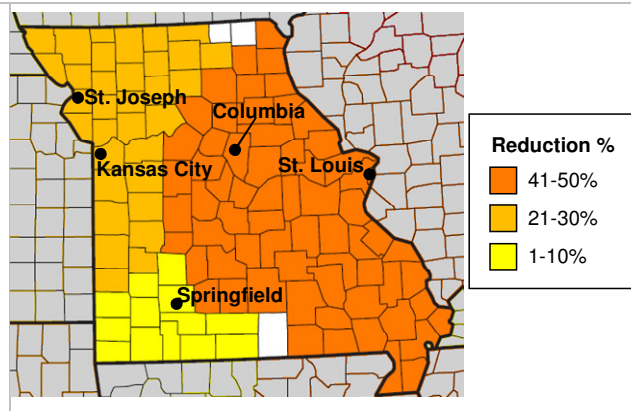 St. Joseph
Columbia
Kansas City
St. Louis
Springfield
Reduction %
41-50%
21-30%
1-10%